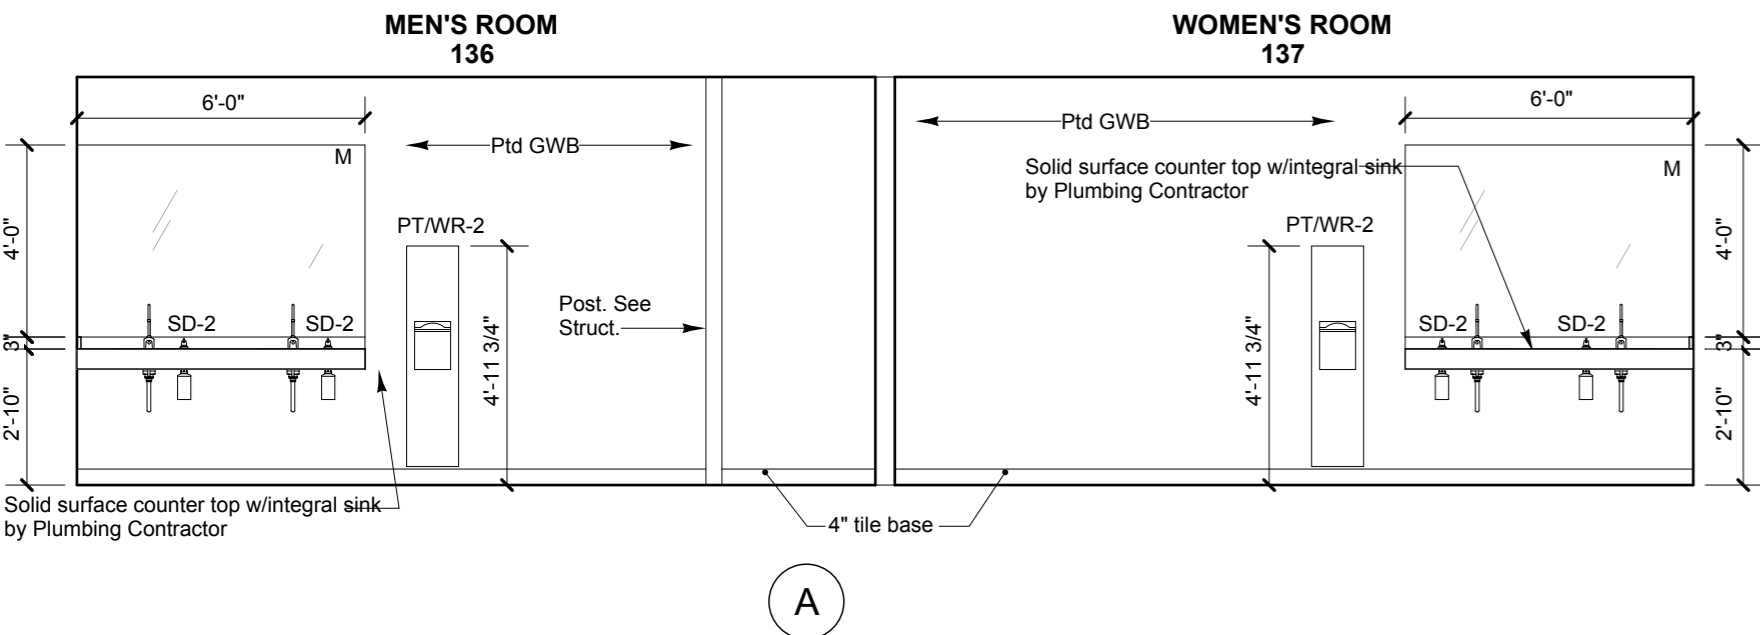 MEN'S ROOM
136
WOMEN'S ROOM
137
6'-0"
6'-0"
Ptd GWB
Ptd GWB
M
Solid surface counter top w/integral sink
by Plumbing Contractor
M
PT/WR-2
PT/WR-2
4'-0"
4'-0"
Post. See
Struct.
SD-2
SD-2
SD-2
SD-2
3"
3"
4'-11 3/4"
4'-11 3/4"
2'-10"
2'-10"
Solid surface counter top w/integral sink
by Plumbing Contractor
4" tile base
A